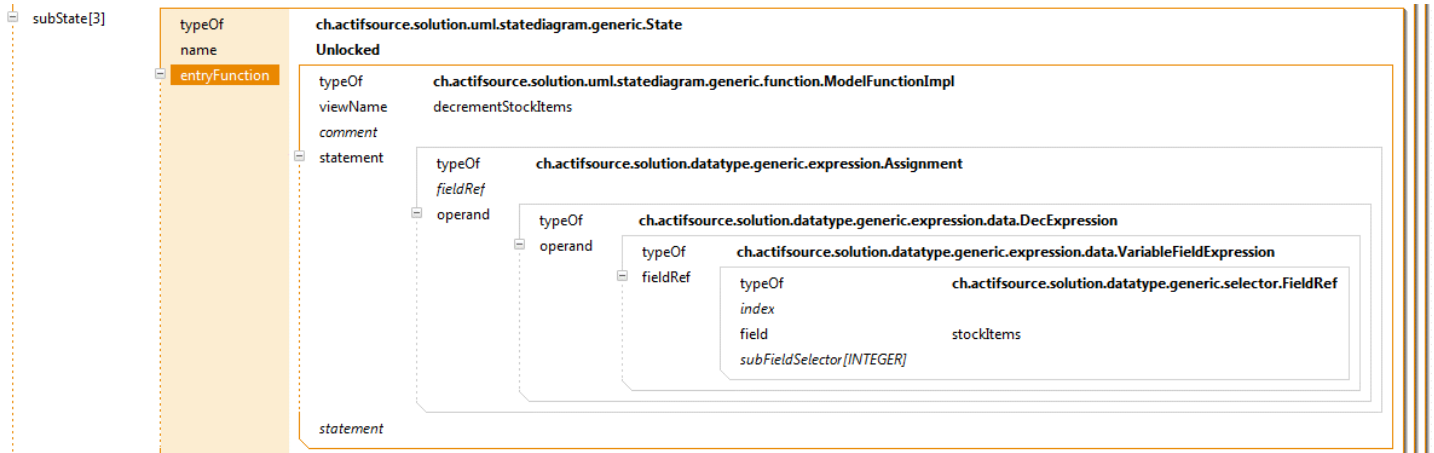 subState[3]
typeOf ch.actifsource.solution.uml.statediagram.generic.State
name Unlocked
entryFunction
typeOf ch.actifsource.solution.uml.statediagram.generic.function.ModelFunctionImpl
viewName decrementStockItems
comment
statement
typeOf ch.actifsource.solution.datatype.generic.expression.Assignment
fieldRef
operand
typeOf ch.actifsource.solution.datatype.generic.expression.data.DecExpression
operand
typeOf ch.actifsource.solution.datatype.generic.expression.data.VariableFieldExpression
fieldRef
typeOf ch.actifsource.solution.datatype.generic.selector.FieldRef
index
field stockItems
subFieldSelector[INTEGER]
statement